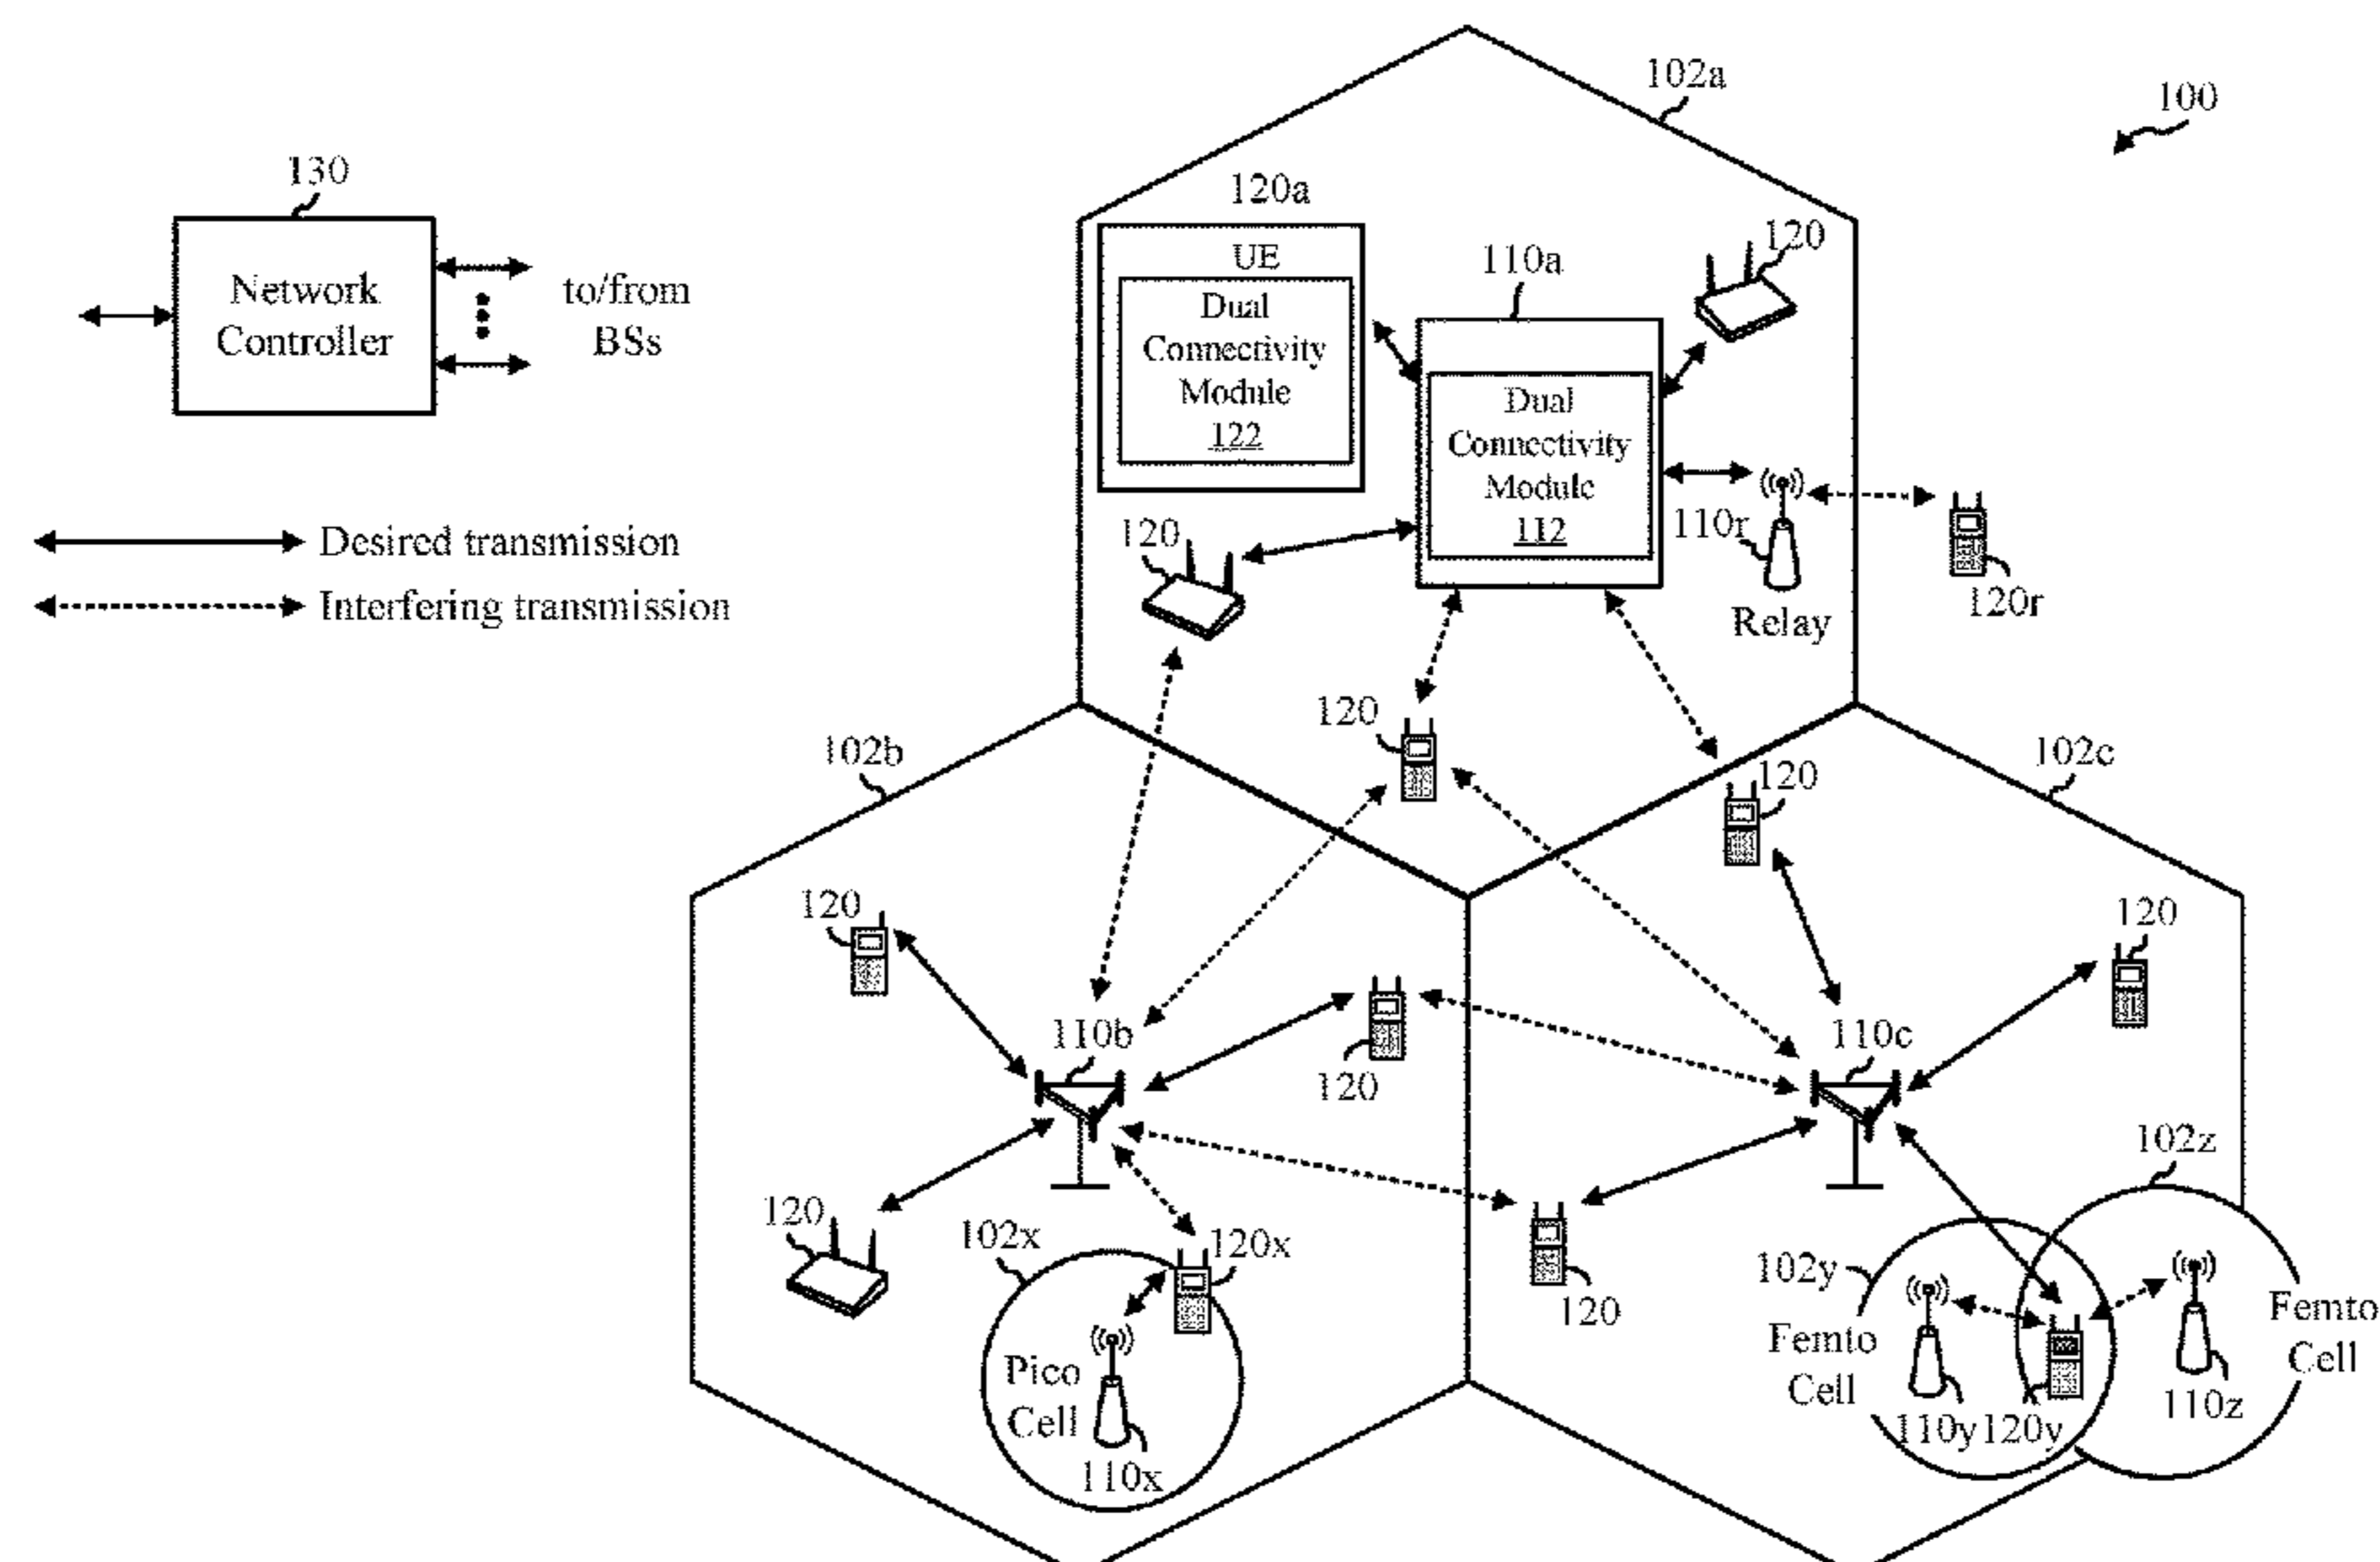 102a
100
130
120a
UE
Dual
Connectivity
Module
122
110a
120
Network
Controller
to/from
BSs
Dual
Connectivity
Module
112
110r
Relay
120r
Desired transmission
Interfering transmission
120
120
102b
120
102c
120
120
110b
120
110c
102z
120
102x
120x
120
102y
Femto
Cell
Femto
Cell
Pico
Cell
110x
110y
120y
110z